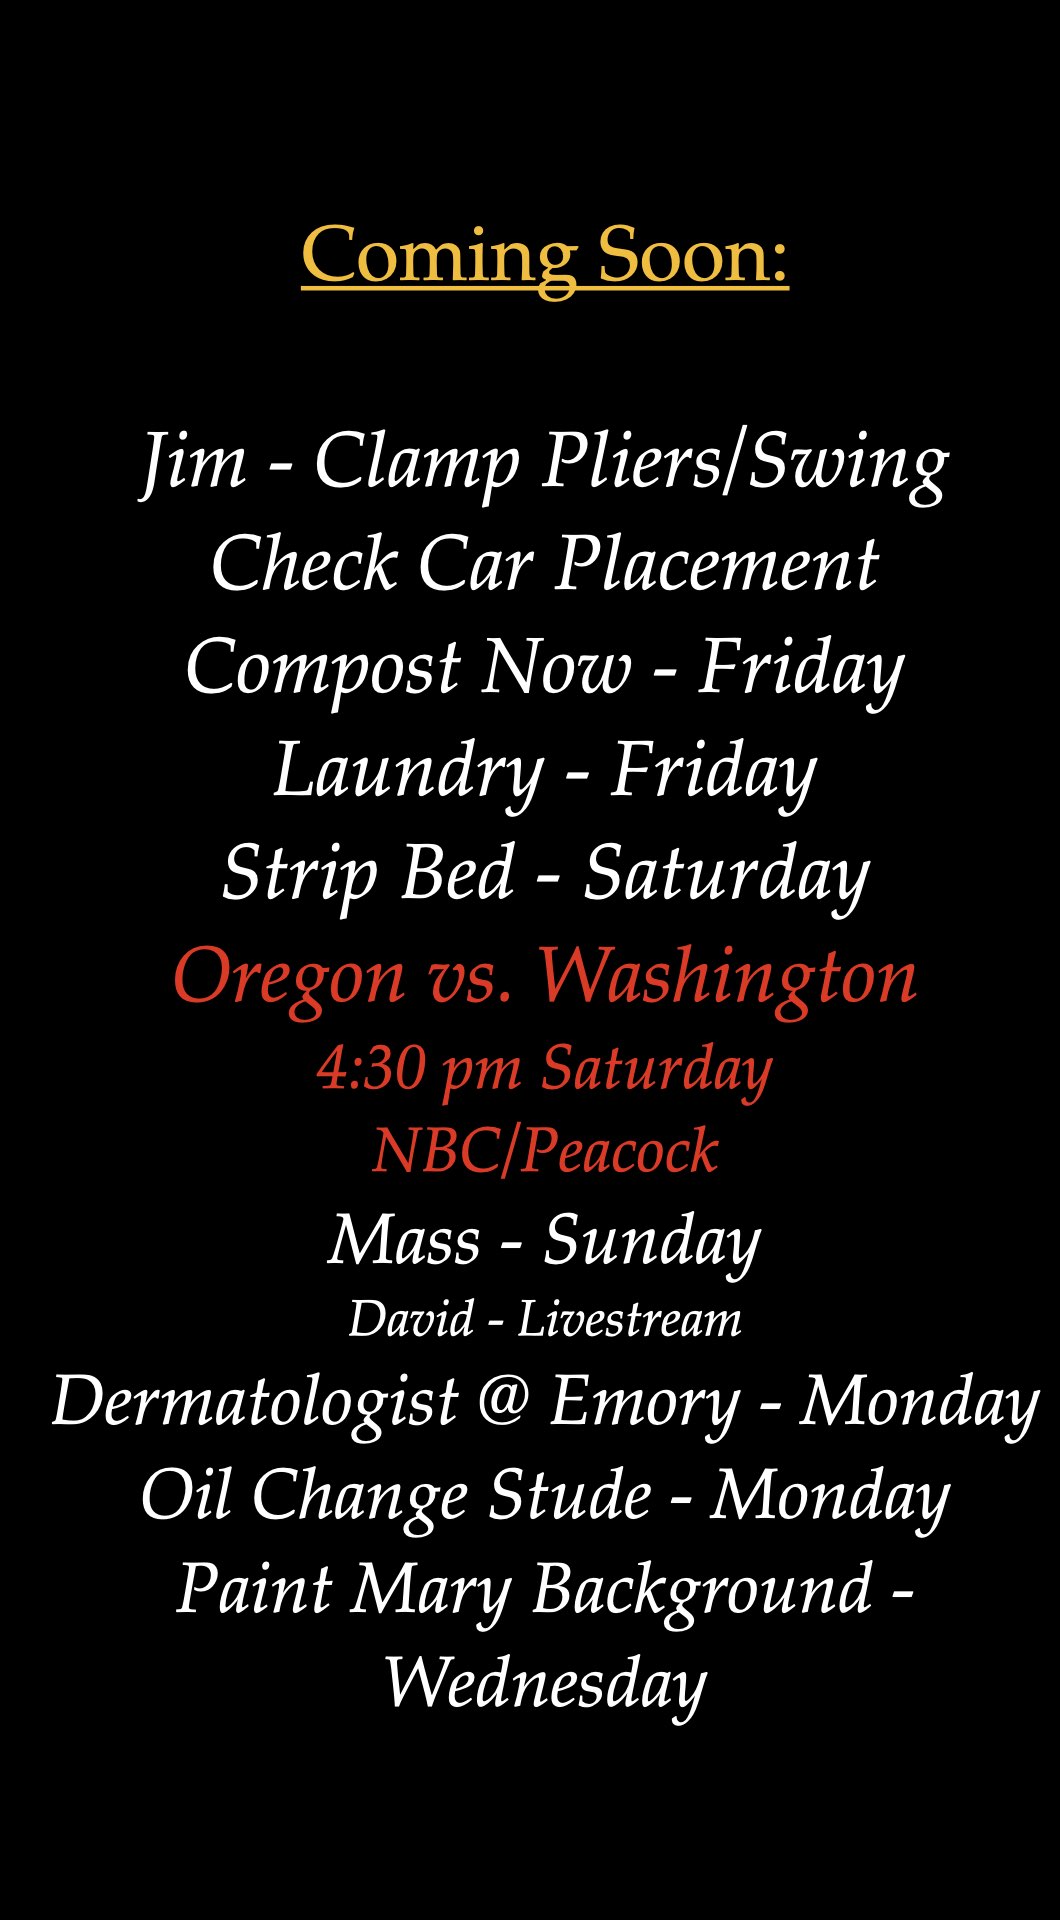 Coming Soon:
Jim - Clamp Pliers/Swing
Check Car Placement
Compost Now - Friday
Laundry - Friday
Strip Bed - Saturday
Oregon vs. Washington
4:30 pm Saturday
NBC/Peacock
Mass - Sunday
David - Livestream
Dermatologist @ Emory - Monday
Oil Change Stude - Monday
Paint Mary Background -
Wednesday